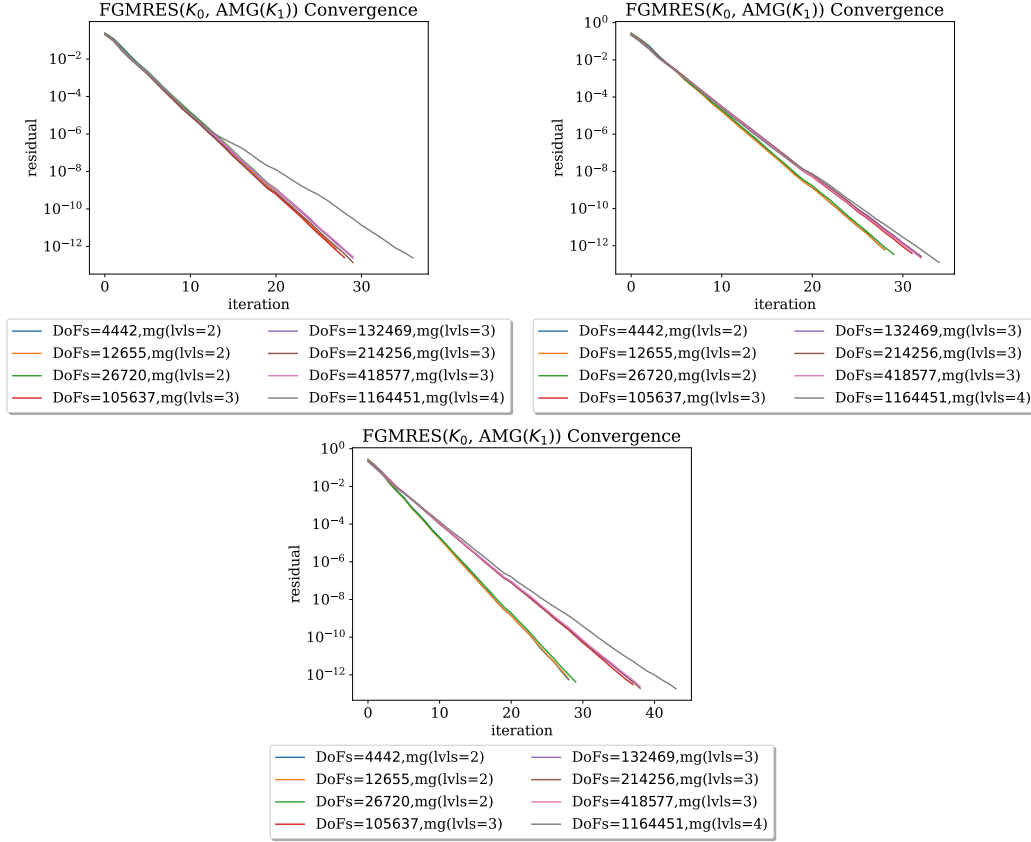 FGMRES(K0, AMG(K1)) Convergence
10−2
10−4
10−6
10−8
10−10
10−12
residual
0 10 20 30
iteration
DoFs=4442,mg(lvls=2)
DoFs=12655,mg(lvls=2)
DoFs=26720,mg(lvls=2)
DoFs=105637,mg(lvls=3)
DoFs=132469,mg(lvls=3)
DoFs=214256,mg(lvls=3)
DoFs=418577,mg(lvls=3)
DoFs=1164451,mg(lvls=4)
FGMRES(K0, AMG(K1)) Convergence
100
10−2
10−4
10−6
10−8
10−10
10−12
residual
0 10 20 30
iteration
DoFs=4442,mg(lvls=2)
DoFs=12655,mg(lvls=2)
DoFs=26720,mg(lvls=2)
DoFs=105637,mg(lvls=3)
DoFs=132469,mg(lvls=3)
DoFs=214256,mg(lvls=3)
DoFs=418577,mg(lvls=3)
DoFs=1164451,mg(lvls=4)
FGMRES(K0, AMG(K1)) Convergence
100
10−2
10−4
10−6
10−8
10−10
10−12
residual
0 10 20 30 40
iteration
DoFs=4442,mg(lvls=2)
DoFs=12655,mg(lvls=2)
DoFs=26720,mg(lvls=2)
DoFs=105637,mg(lvls=3)
DoFs=132469,mg(lvls=3)
DoFs=214256,mg(lvls=3)
DoFs=418577,mg(lvls=3)
DoFs=1164451,mg(lvls=4)